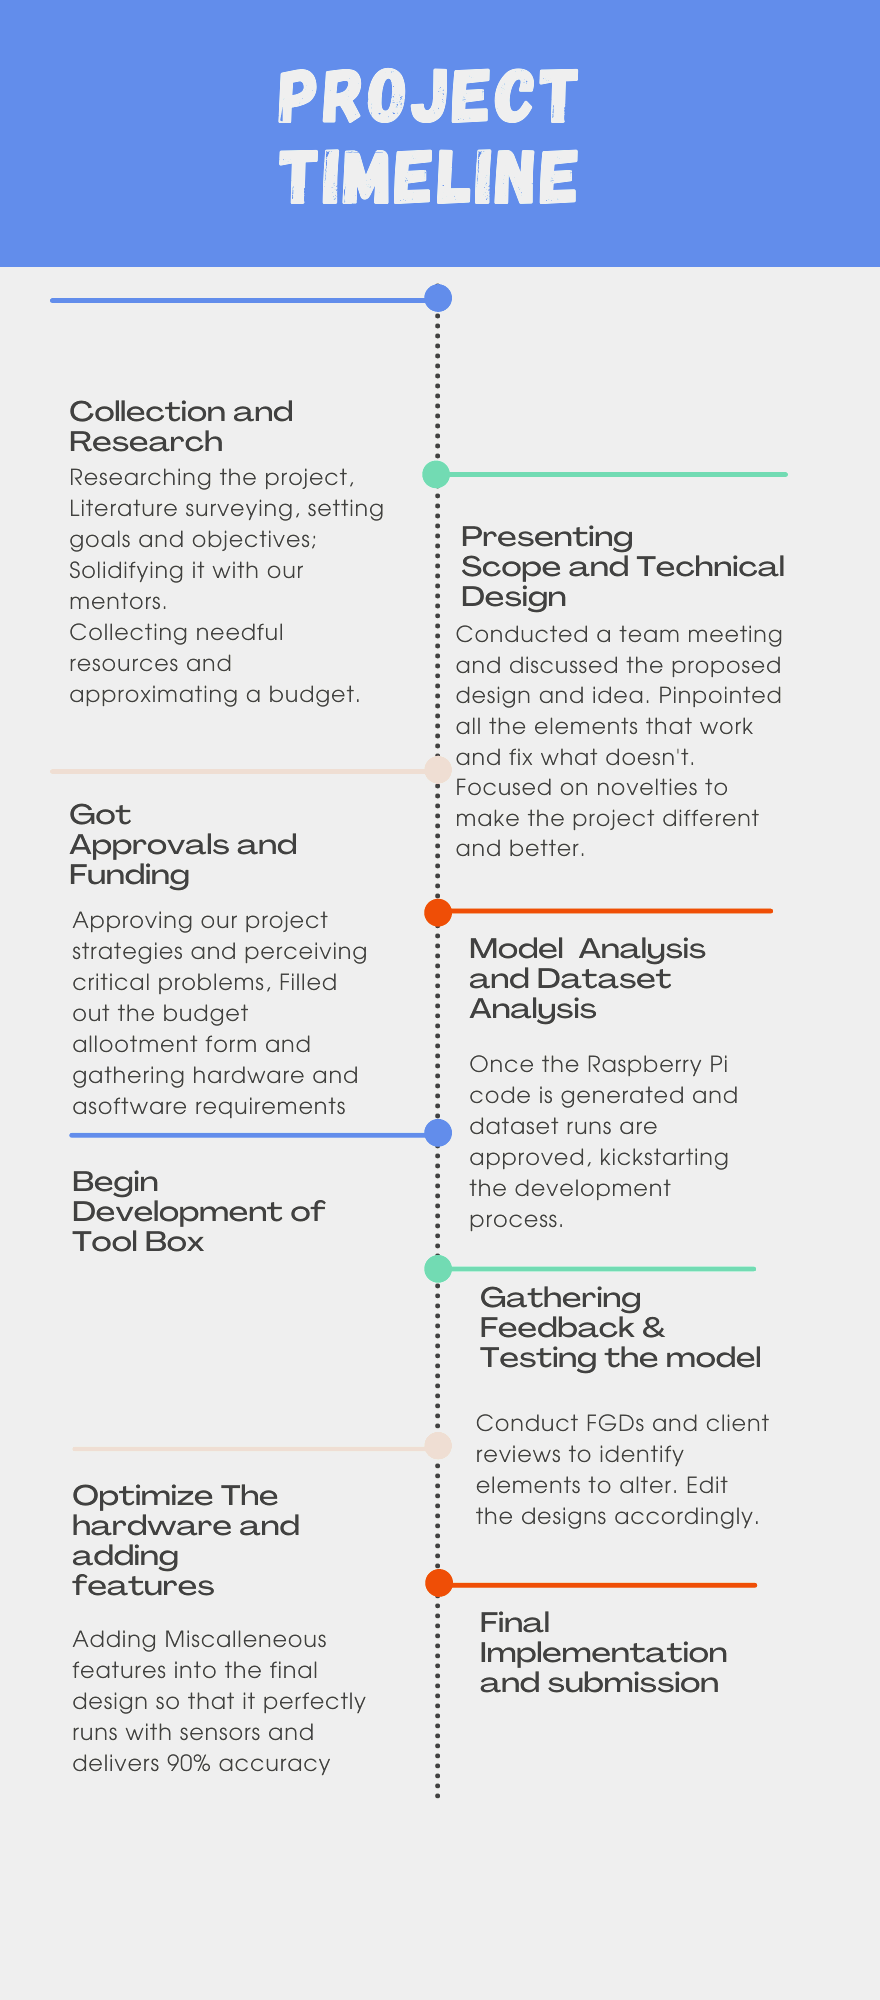 PROJECT
TIMELINE
Collection and
Research
Researching the project,
Literature surveying, setting
goals and objectives;
Solidifying it with our
mentors.
Collecting needful
resources and
approximating a budget.
Presenting
Scope and Technical
Design
Conducted a team meeting
and discussed the proposed
design and idea. Pinpointed
all the elements that work
and fix what doesn't.
Focused on novelties to
make the project different
and better.
Got
Approvals and
Funding
Approving our project
strategies and perceiving
critical problems, Filled
out the budget
allootment form and
gathering hardware and
asoftware requirements
Model  Analysis
and Dataset
Analysis
Once the Raspberry Pi
code is generated and
dataset runs are
approved, kickstarting
the development
process.
Begin
Development of
Tool Box
Gathering
Feedback &
Testing the model
Conduct FGDs and client
reviews to identify
elements to alter. Edit
the designs accordingly.
Optimize The
hardware and
adding
features
Adding Miscalleneous
features into the final
design so that it perfectly
runs with sensors and
delivers 90% accuracy
Final
Implementation
and submission